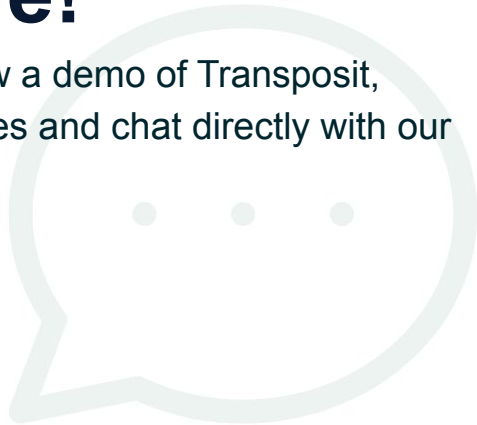 e!
w a demo of Transposit,
es and chat directly with our